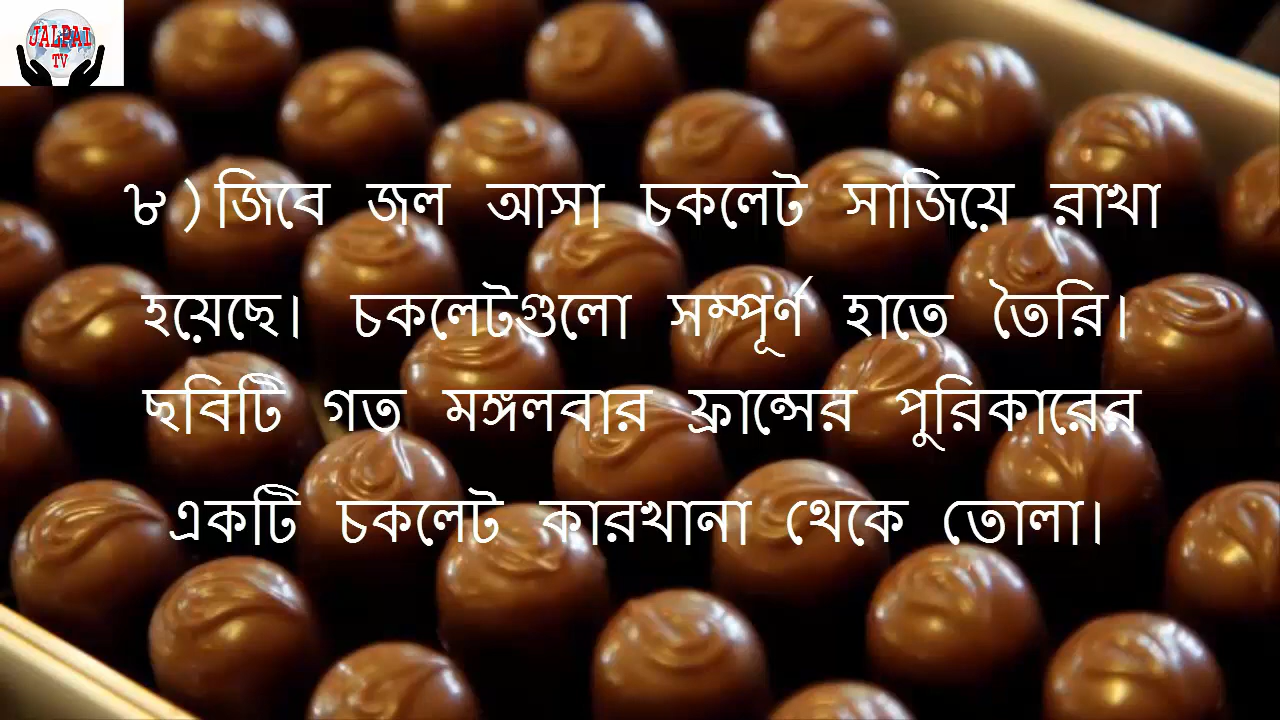 JALPAI
TV
৮)জিবে জল আসা চকলেট সাজিয়ে রাখা
হয়েছে। চকলেটগুলো সম্পূর্ণ হাতে তৈরি।
ছবিটি গত মঙ্গলবার ফ্রান্সের পুরিকারের
একটি চকলেট কারখানা থেকে তোলা।